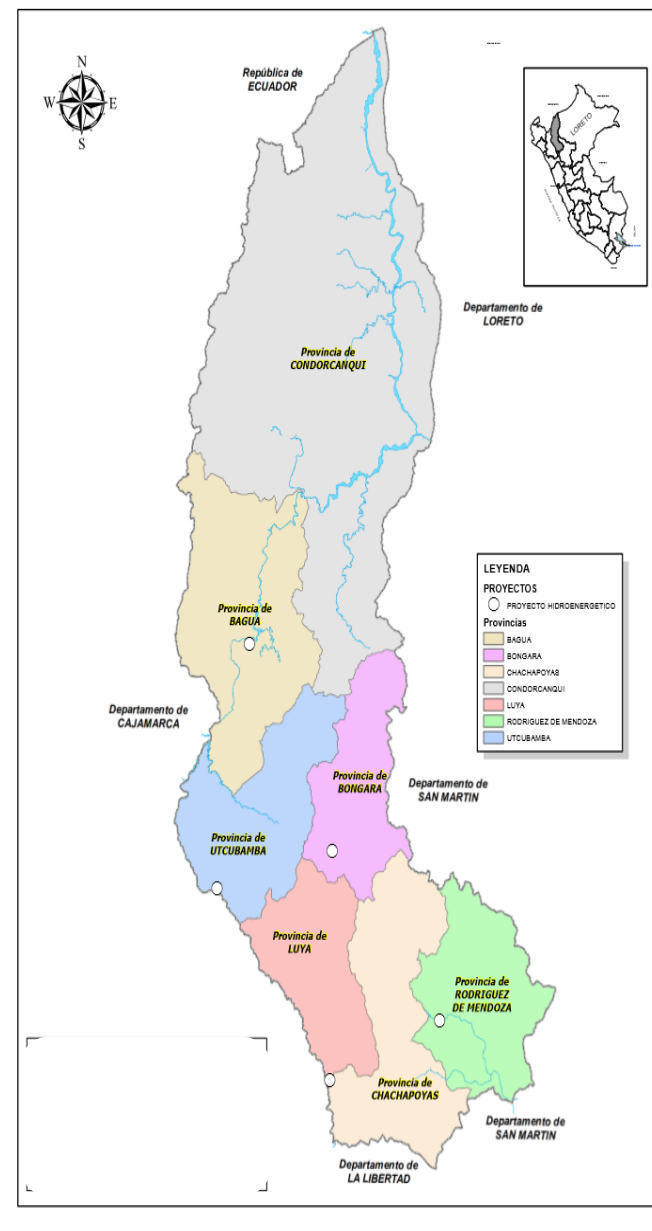 República de
ECUADOR
N
W
E
S
LORETO
Departamento de
LORETO
Provincia de
CONDORCANQUI
LEYENDA
PROYECTOS
PROYECTO HIDROENERGETICO
Provincias
BAGUA
BONGARA
CHACHAPOYAS
CONDORCANQUI
LUYA
RODRIGUEZ DE MENDOZA
UTCUBAMBA
Provincia de
BAGUA
Departamento de
CAJAMARCA
Provincia de
BONGARA
Departamento de
SAN MARTIN
Provincia de
UTCUBAMBA
Provincia de
LUYA
Provincia de
RODRIGUEZ
DE MENDOZA
Provincia de
CHACHAPOYAS
Departamento de
SAN MARTIN
Departamento de
LA LIBERTAD